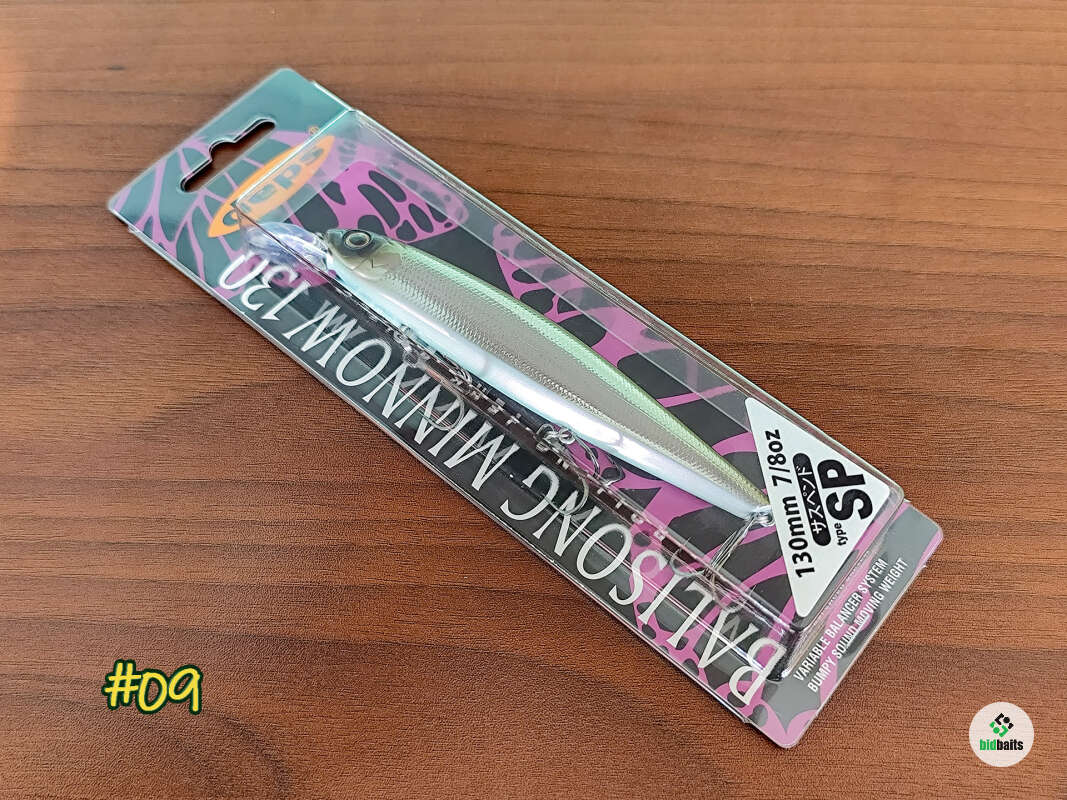 deps
BALISONG MINNOW 130
130mm 7/8oz
サスペンド
type SP
VARIABLE BALANCER SYSTEM
BUMPY SOUND MOVING WEIGHT
#09
bidbaits